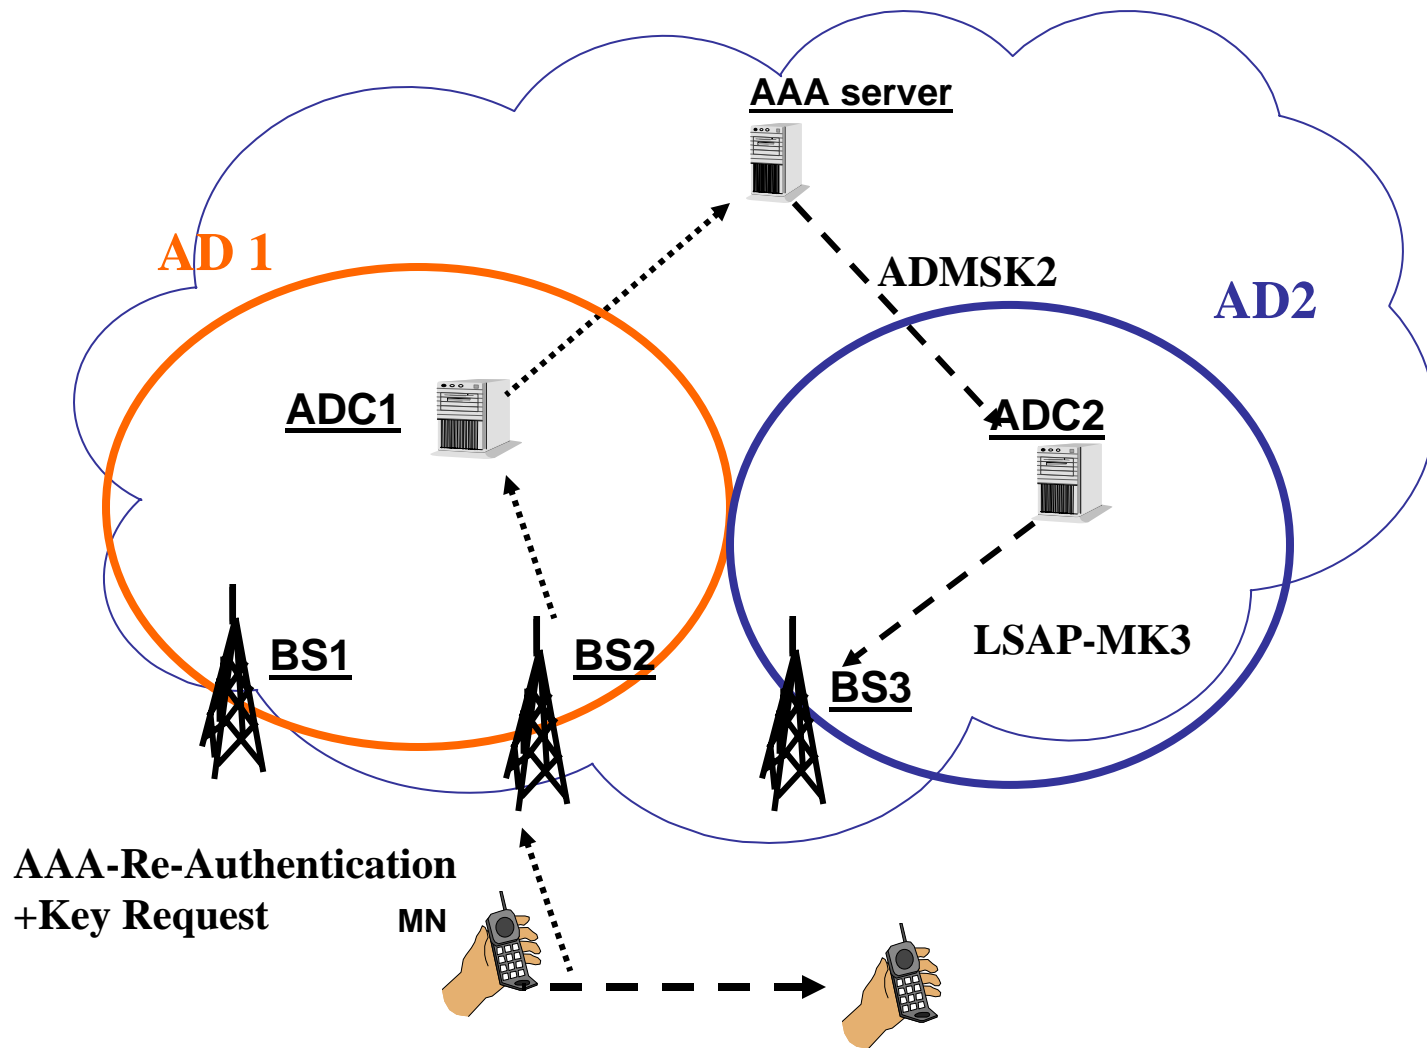 AAA server
AD 1
ADMSK2
AD2
ADC1
ADC2
BS1
BS2
LSAP-MK3
BS3
AAA-Re-Authentication
+Key Request
MN